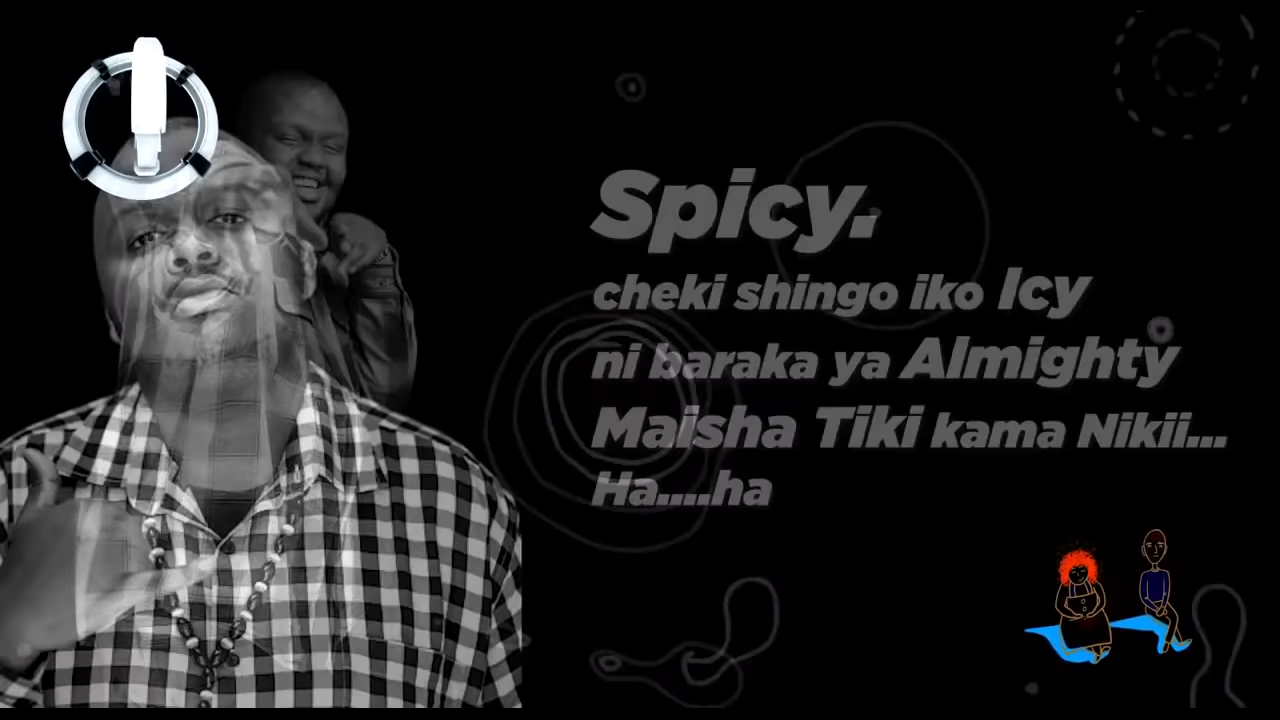 Spicy.
cheki shingo iko Icy
ni baraka ya Almighty
Maisha Tiki kama Nikii...
Ha....ha